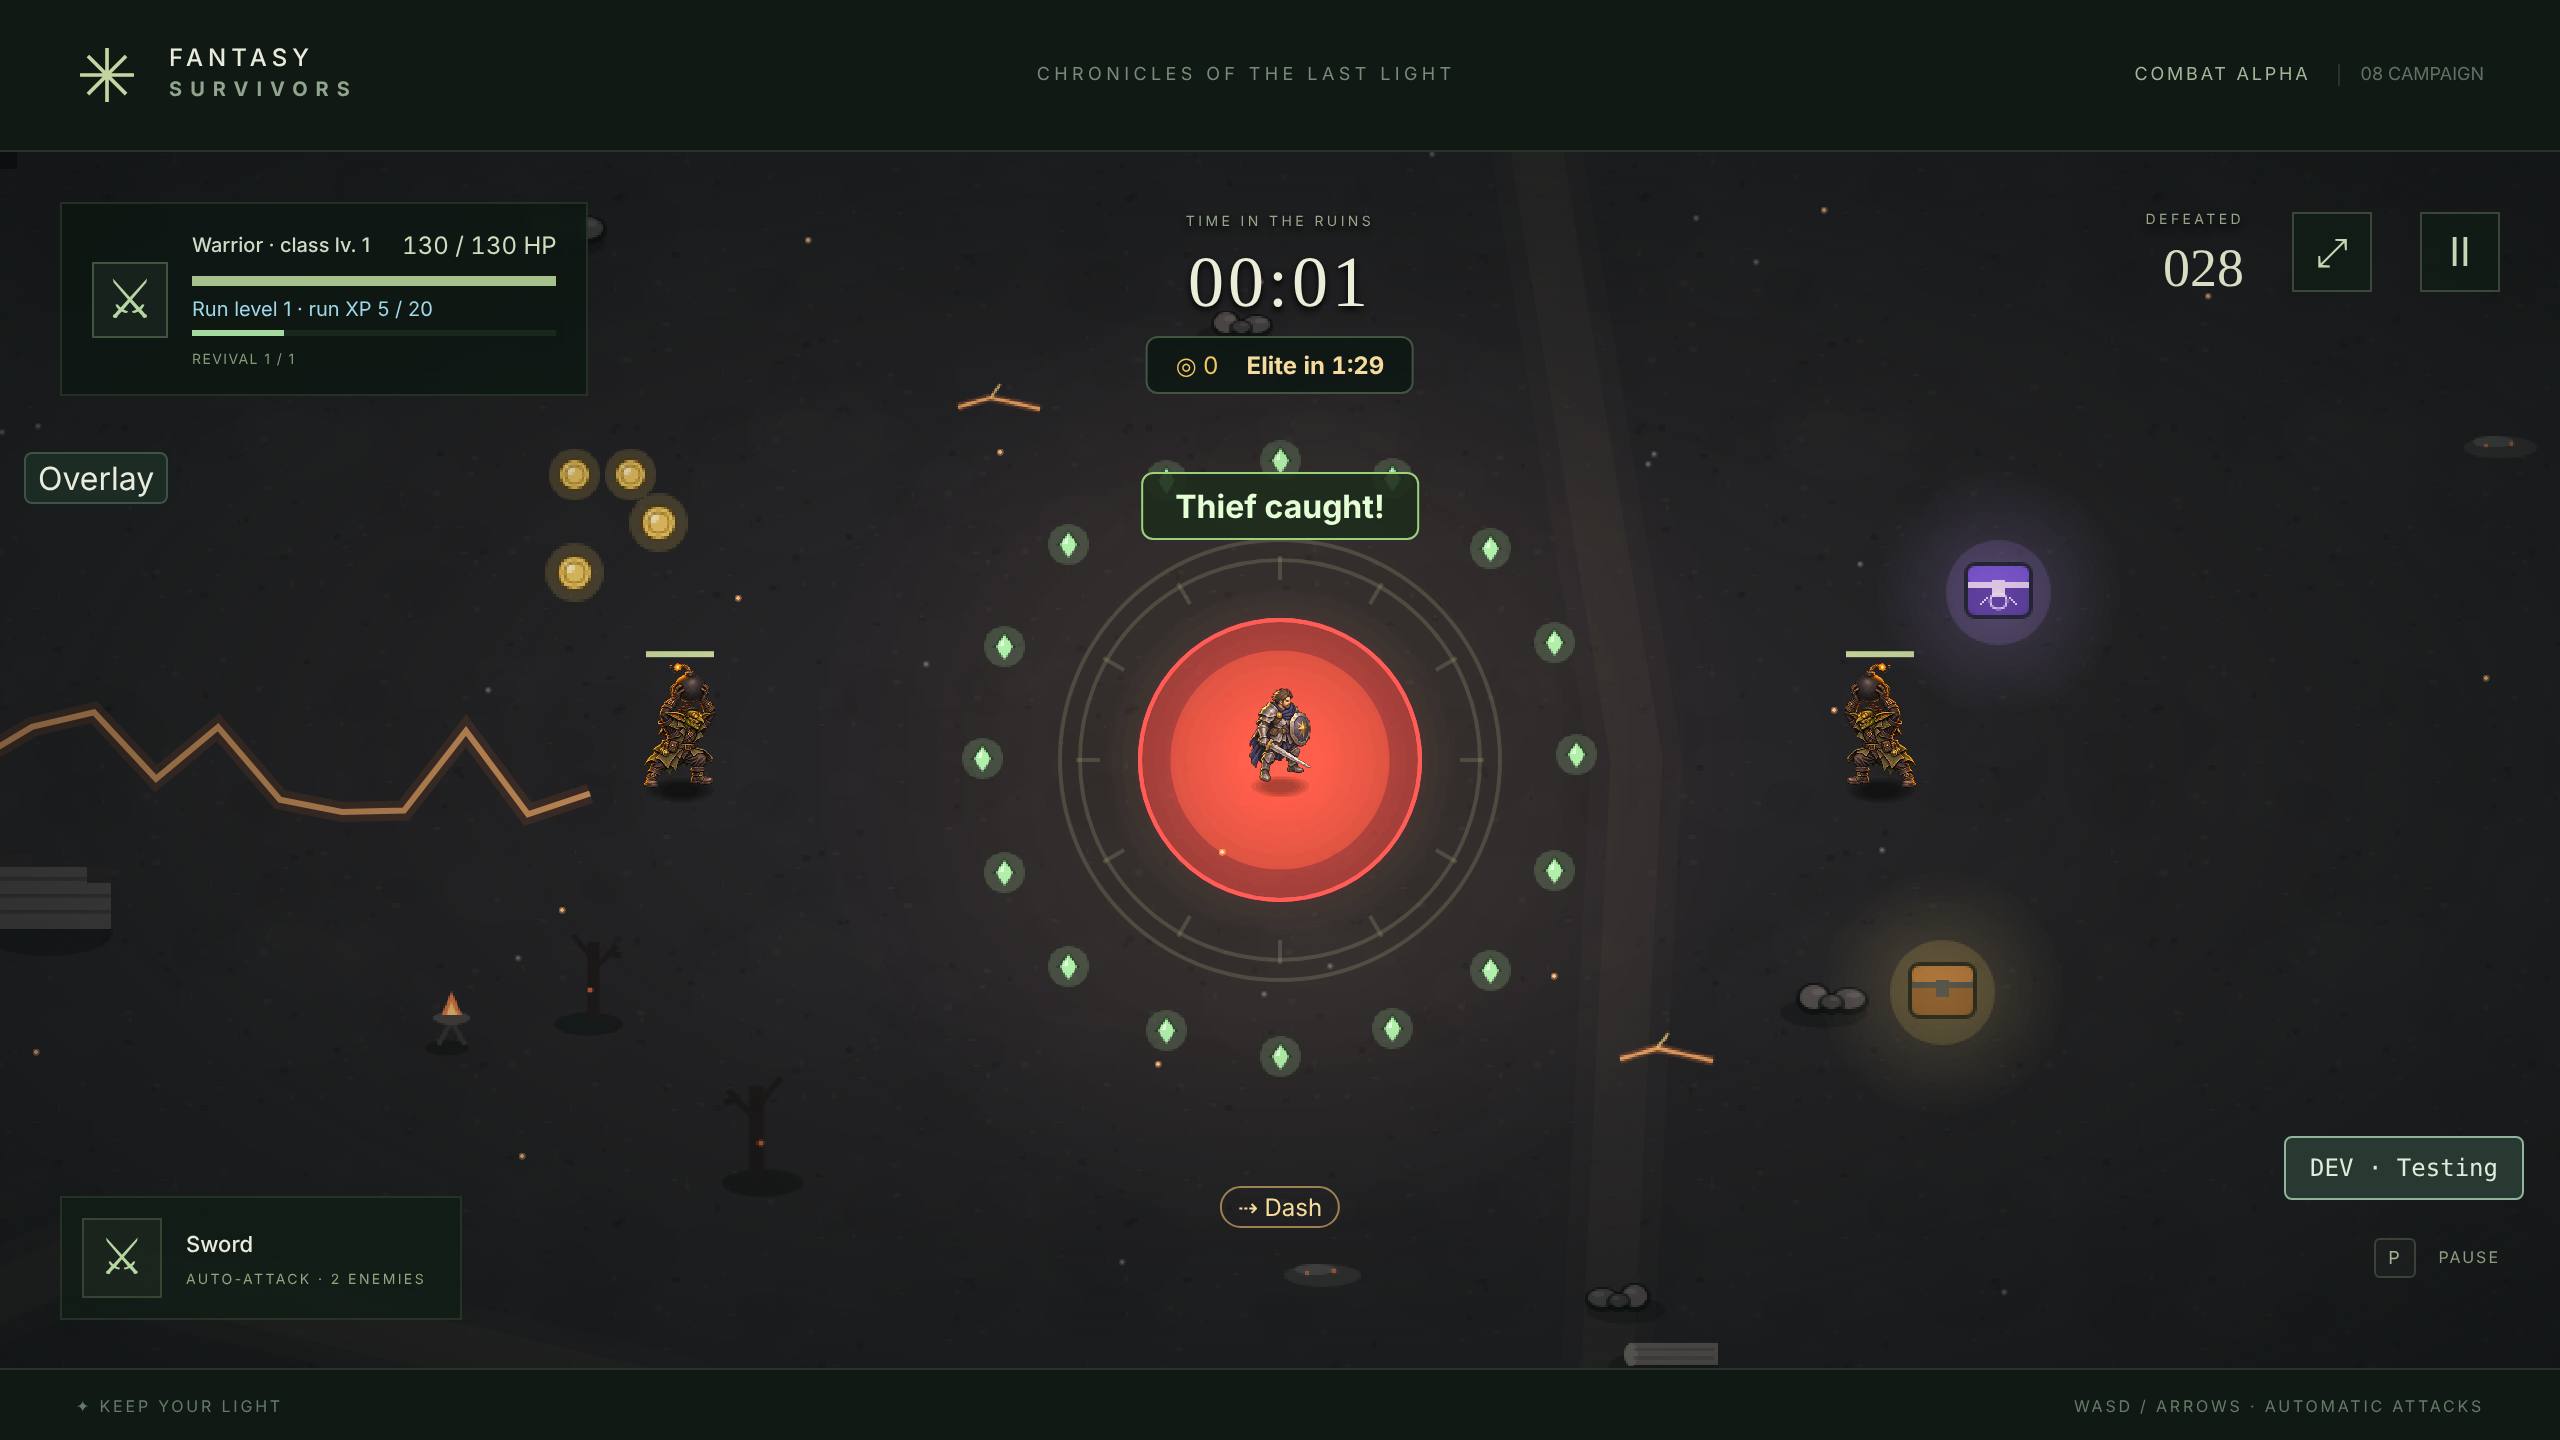 FANTASY
SURVIVORS
CHRONICLES OF THE LAST LIGHT
COMBAT ALPHA
08 CAMPAIGN
Warrior · class lv. 1
130 / 130 HP
Run level 1 · run XP 5 / 20
REVIVAL 1 / 1
TIME IN THE RUINS
00:01
◎ 0 Elite in 1:29
DEFEATED
028
Overlay
Thief caught!
⇢ Dash
DEV · Testing
P PAUSE
Sword
AUTO-ATTACK · 2 ENEMIES
✦ KEEP YOUR LIGHT
WASD / ARROWS · AUTOMATIC ATTACKS